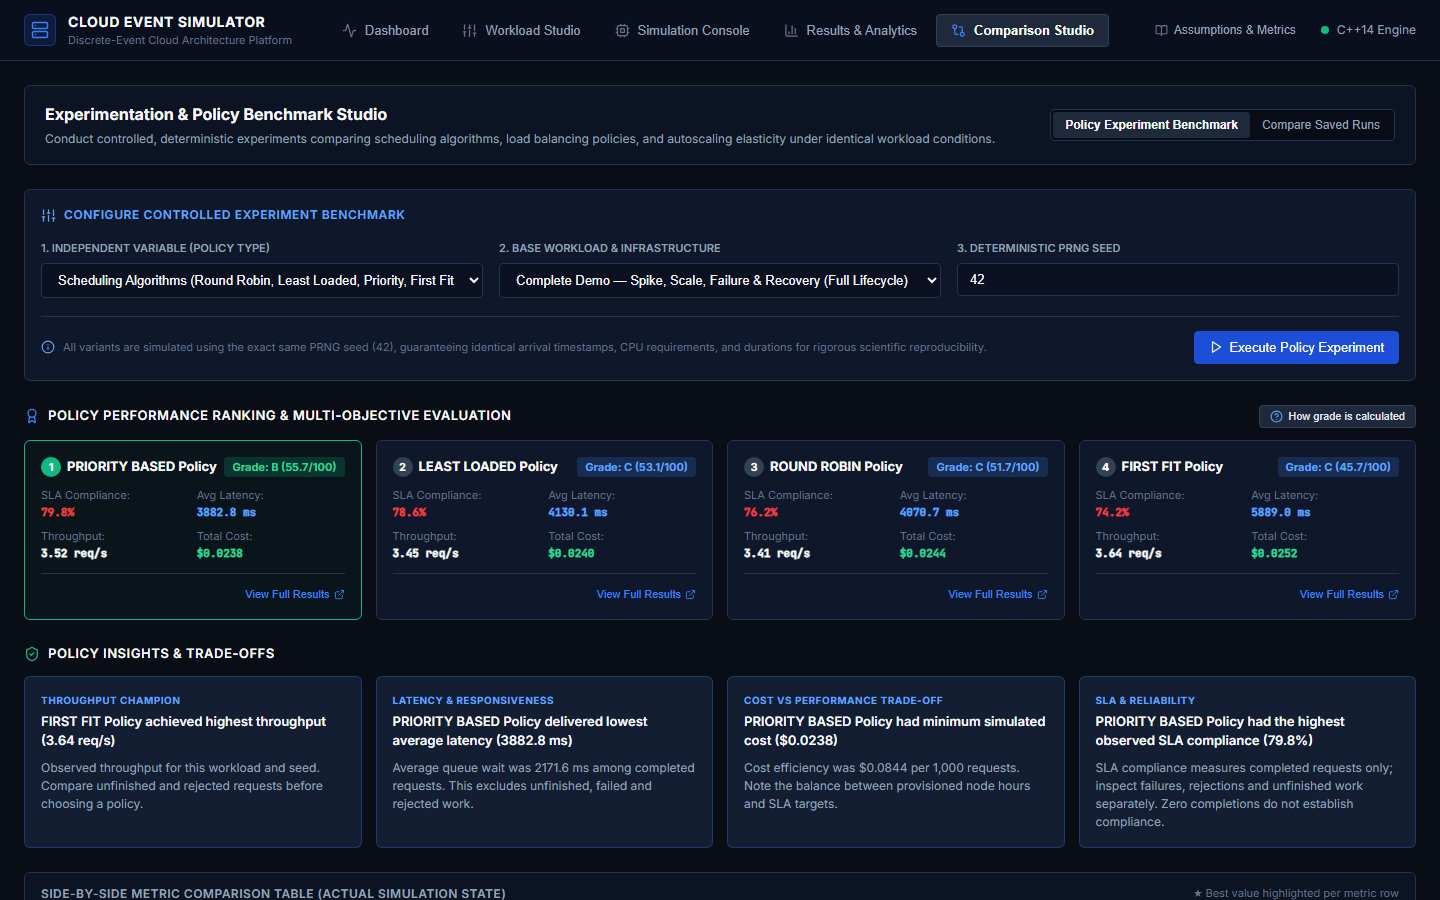 CLOUD EVENT SIMULATOR
Discrete-Event Cloud Architecture Platform
Dashboard
Workload Studio
Simulation Console
Results & Analytics
Comparison Studio
Assumptions & Metrics
C++14 Engine
Experimentation & Policy Benchmark Studio
Conduct controlled, deterministic experiments comparing scheduling algorithms, load balancing policies, and autoscaling elasticity under identical workload conditions.
Policy Experiment Benchmark
Compare Saved Runs
CONFIGURE CONTROLLED EXPERIMENT BENCHMARK
1. INDEPENDENT VARIABLE (POLICY TYPE)
Scheduling Algorithms (Round Robin, Least Loaded, Priority, First Fit
2. BASE WORKLOAD & INFRASTRUCTURE
Complete Demo — Spike, Scale, Failure & Recovery (Full Lifecycle)
3. DETERMINISTIC PRNG SEED
42
All variants are simulated using the exact same PRNG seed (42), guaranteeing identical arrival timestamps, CPU requirements, and durations for rigorous scientific reproducibility.
Execute Policy Experiment
POLICY PERFORMANCE RANKING & MULTI-OBJECTIVE EVALUATION
How grade is calculated
1 PRIORITY BASED Policy
Grade: B (55.7/100)
SLA Compliance:
79.8%
Avg Latency:
3882.8 ms
Throughput:
3.52 req/s
Total Cost:
$0.0238
View Full Results
2 LEAST LOADED Policy
Grade: C (53.1/100)
SLA Compliance:
78.6%
Avg Latency:
4130.1 ms
Throughput:
3.45 req/s
Total Cost:
$0.0240
View Full Results
3 ROUND ROBIN Policy
Grade: C (51.7/100)
SLA Compliance:
76.2%
Avg Latency:
4070.7 ms
Throughput:
3.41 req/s
Total Cost:
$0.0244
View Full Results
4 FIRST FIT Policy
Grade: C (45.7/100)
SLA Compliance:
74.2%
Avg Latency:
5889.0 ms
Throughput:
3.64 req/s
Total Cost:
$0.0252
View Full Results
POLICY INSIGHTS & TRADE-OFFS
THROUGHPUT CHAMPION
FIRST FIT Policy achieved highest throughput
(3.64 req/s)
Observed throughput for this workload and seed.
Compare unfinished and rejected requests before
choosing a policy.
LATENCY & RESPONSIVENESS
PRIORITY BASED Policy delivered lowest
average latency (3882.8 ms)
Average queue wait was 2171.6 ms among completed
requests. This excludes unfinished, failed and
rejected work.
COST VS PERFORMANCE TRADE-OFF
PRIORITY BASED Policy had minimum simulated
cost ($0.0238)
Cost efficiency was $0.0844 per 1,000 requests.
Note the balance between provisioned node hours
and SLA targets.
SLA & RELIABILITY
PRIORITY BASED Policy had the highest
observed SLA compliance (79.8%)
SLA compliance measures completed requests only;
inspect failures, rejections and unfinished work
separately. Zero completions do not establish
compliance.
SIDE-BY-SIDE METRIC COMPARISON TABLE (ACTUAL SIMULATION STATE)
★ Best value highlighted per metric row